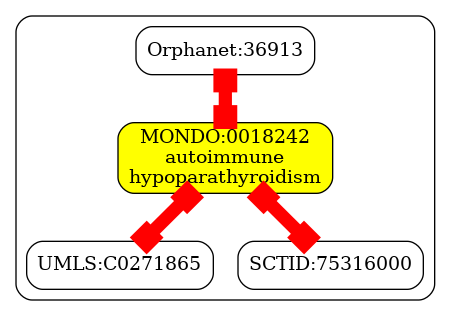 Orphanet:36913
MONDO:0018242
autoimmune
hypoparathyroidism
UMLS:C0271865
SCTID:75316000